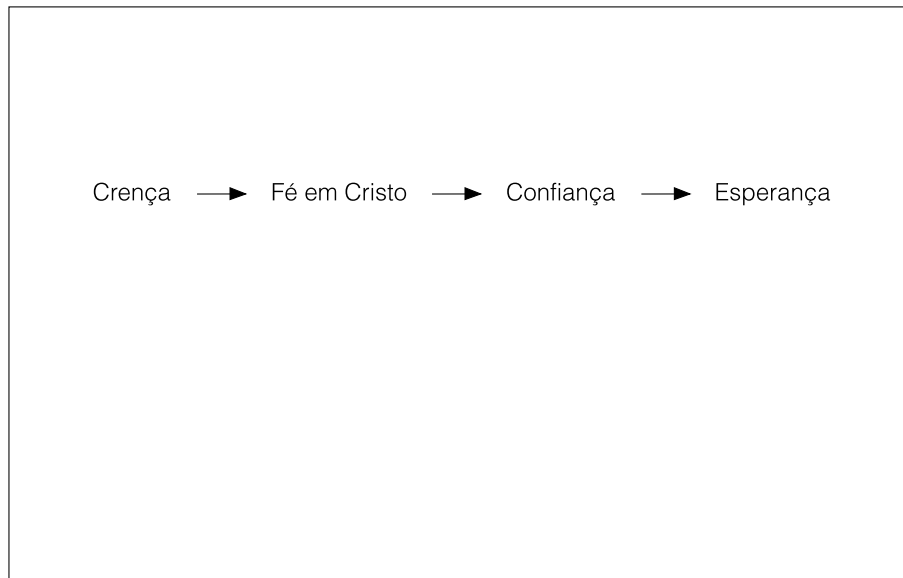 Crença → Fé em Cristo → Confiança → Esperança